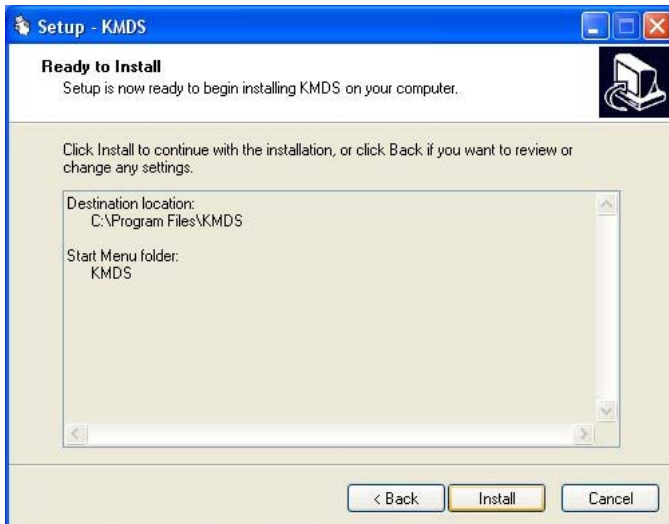 Setup - KMDS
Ready to Install
Setup is now ready to begin installing KMDS on your computer.
Click Install to continue with the installation, or click Back if you want to review or
change any settings.
Destination location:
C:\Program Files\KMDS
Start Menu folder:
KMDS
< Back
Install
Cancel